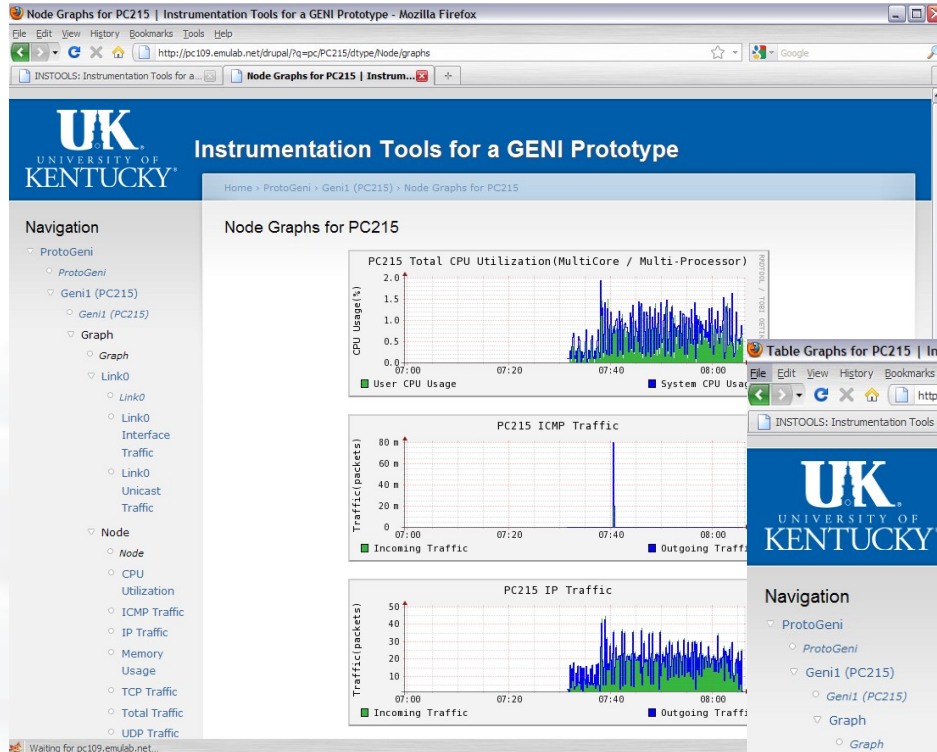 Node Graphs for PC215 | Instrumentation Tools for a GENI Prototype - Mozilla Firefox
File Edit View History Bookmarks Tools Help
http://pc109.emulab.net/drupal/?q=pc/PC215/dtype/Node/graphs
Google
INSTOOLS: Instrumentation Tools for a...
Node Graphs for PC215 | Instrum...
UK
UNIVERSITY OF
KENTUCKY
Instrumentation Tools for a GENI Prototype
Home › ProtoGeni › Geni1 (PC215) › Node Graphs for PC215
Navigation
ProtoGeni
ProtoGeni
Geni1 (PC215)
Geni1 (PC215)
Graph
Graph
Link0
Link0
Link0
Interface
Traffic
Link0
Unicast
Traffic
Node
Node
CPU
Utilization
ICMP Traffic
IP Traffic
Memory
Usage
TCP Traffic
Total Traffic
UDP Traffic
Node Graphs for PC215
PC215 Total CPU Utilization(MultiCore / Multi-Processor)
RRDTOOL / TOBI OETIK
CPU Usage(%)
2.0
1.5
1.0
0.5
0.0
07:00 07:20 07:40 08:00
User CPU Usage System CPU Usag
PC215 ICMP Traffic
Traffic(packets)
80 m
60 m
40 m
20 m
0
07:00 07:20 07:40 08:00
Incoming Traffic Outgoing Traffi
PC215 IP Traffic
Traffic(packets)
50
40
30
20
10
07:00 07:20 07:40 08:00
Incoming Traffic Outgoing Traffi
Waiting for pc109.emulab.net...
Table Graphs for PC215 | In
File Edit View History Bookmarks
http
INSTOOLS: Instrumentation Tools
UK
UNIVERSITY OF
KENTUCKY
Navigation
ProtoGeni
ProtoGeni
Geni1 (PC215)
Geni1 (PC215)
Graph
Graph